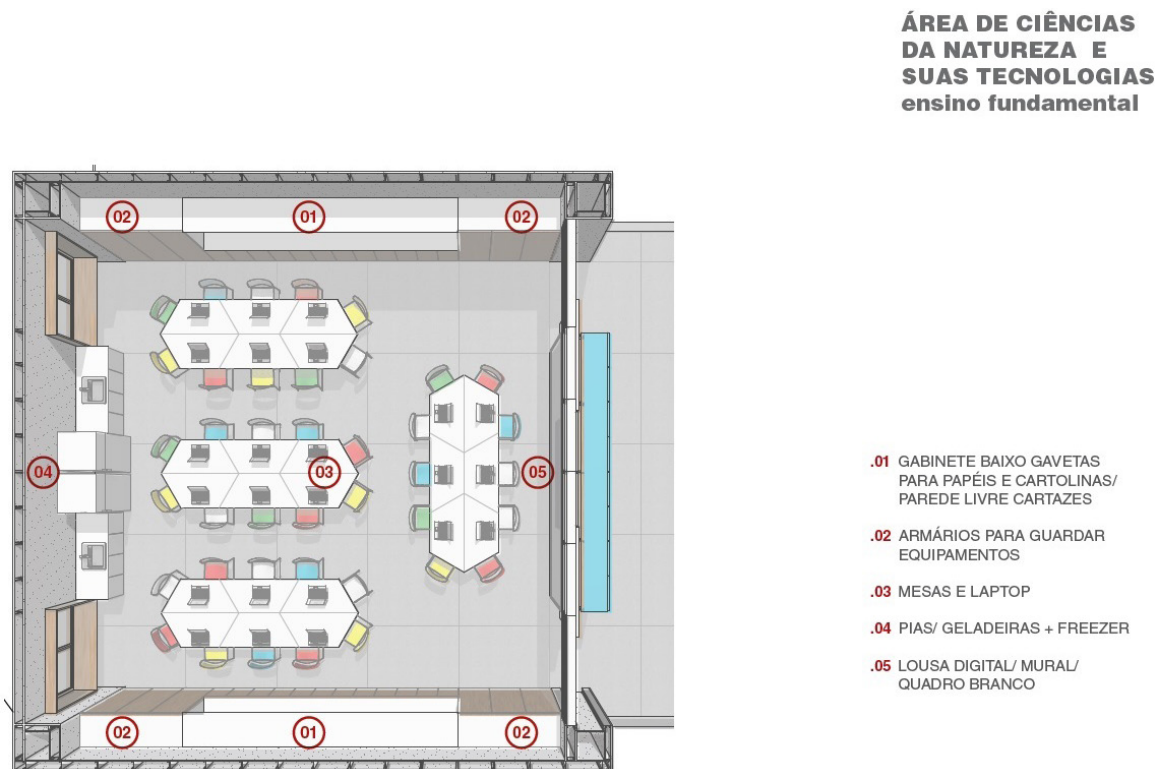 ÁREA DE CIÊNCIAS
DA NATUREZA E
SUAS TECNOLOGIAS
ensino fundamental
02
01
02
04
03
05
02
01
02
.01 GABINETE BAIXO GAVETAS
PARA PAPÉIS E CARTOLINAS/
PAREDE LIVRE CARTAZES
.02 ARMÁRIOS PARA GUARDAR
EQUIPAMENTOS
.03 MESAS E LAPTOP
.04 PIAS/ GELADEIRAS + FREEZER
.05 LOUSA DIGITAL/ MURAL/
QUADRO BRANCO